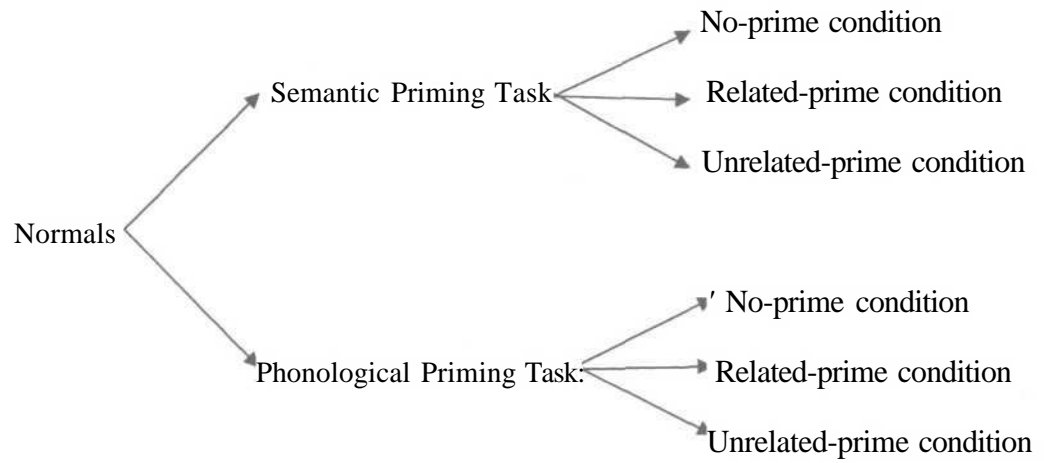 No-prime condition
Semantic Priming Task
Related-prime condition
Unrelated-prime condition
Normals
' No-prime condition
Phonological Priming Task:
Related-prime condition
Unrelated-prime condition